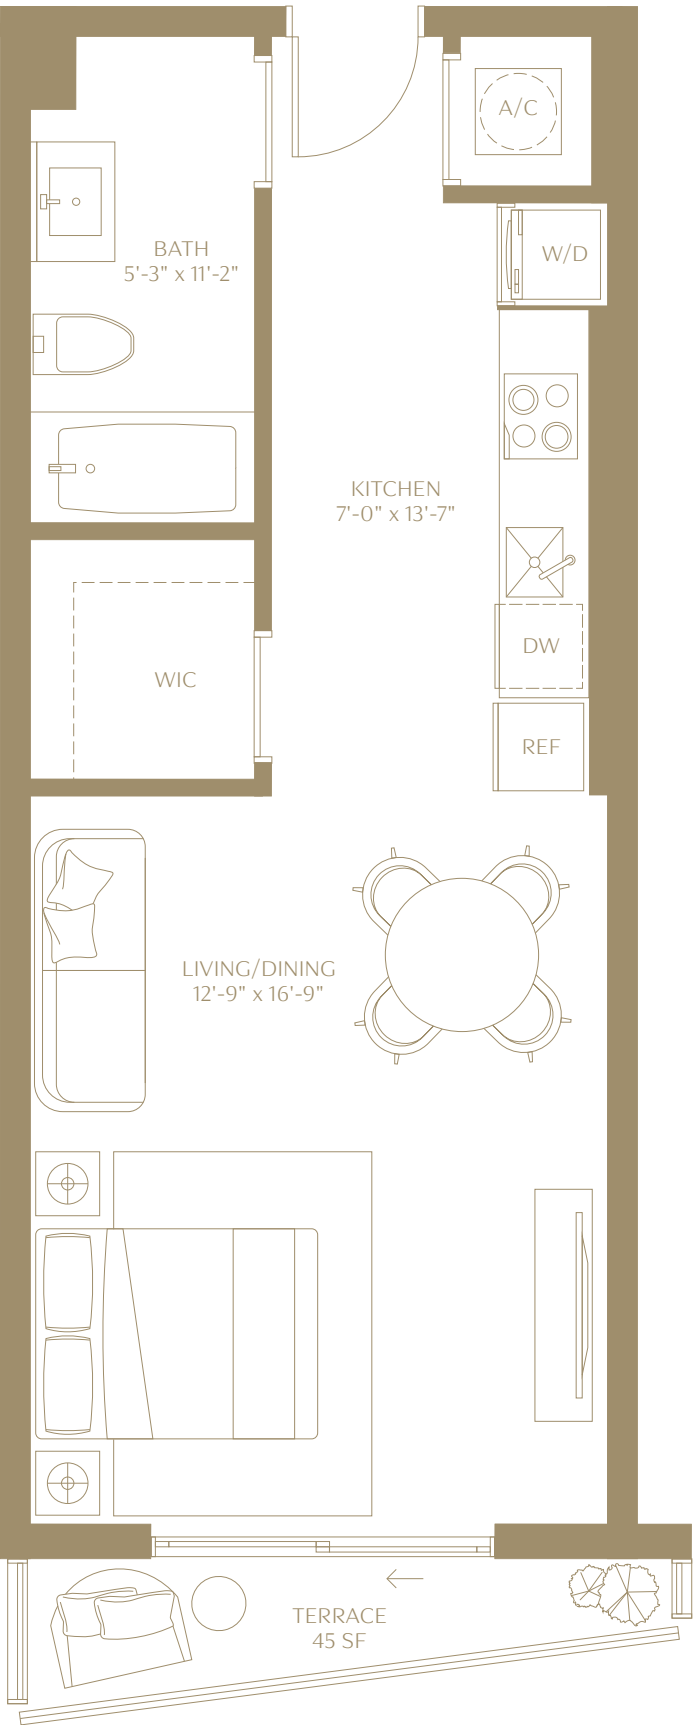 A/C
BATH
5'-3" x 11'-2"
W/D
KITCHEN
7'-0" x 13'-7"
DW
WIC
REF
LIVING/DINING
12'-9" x 16'-9"
TERRACE
45 SF